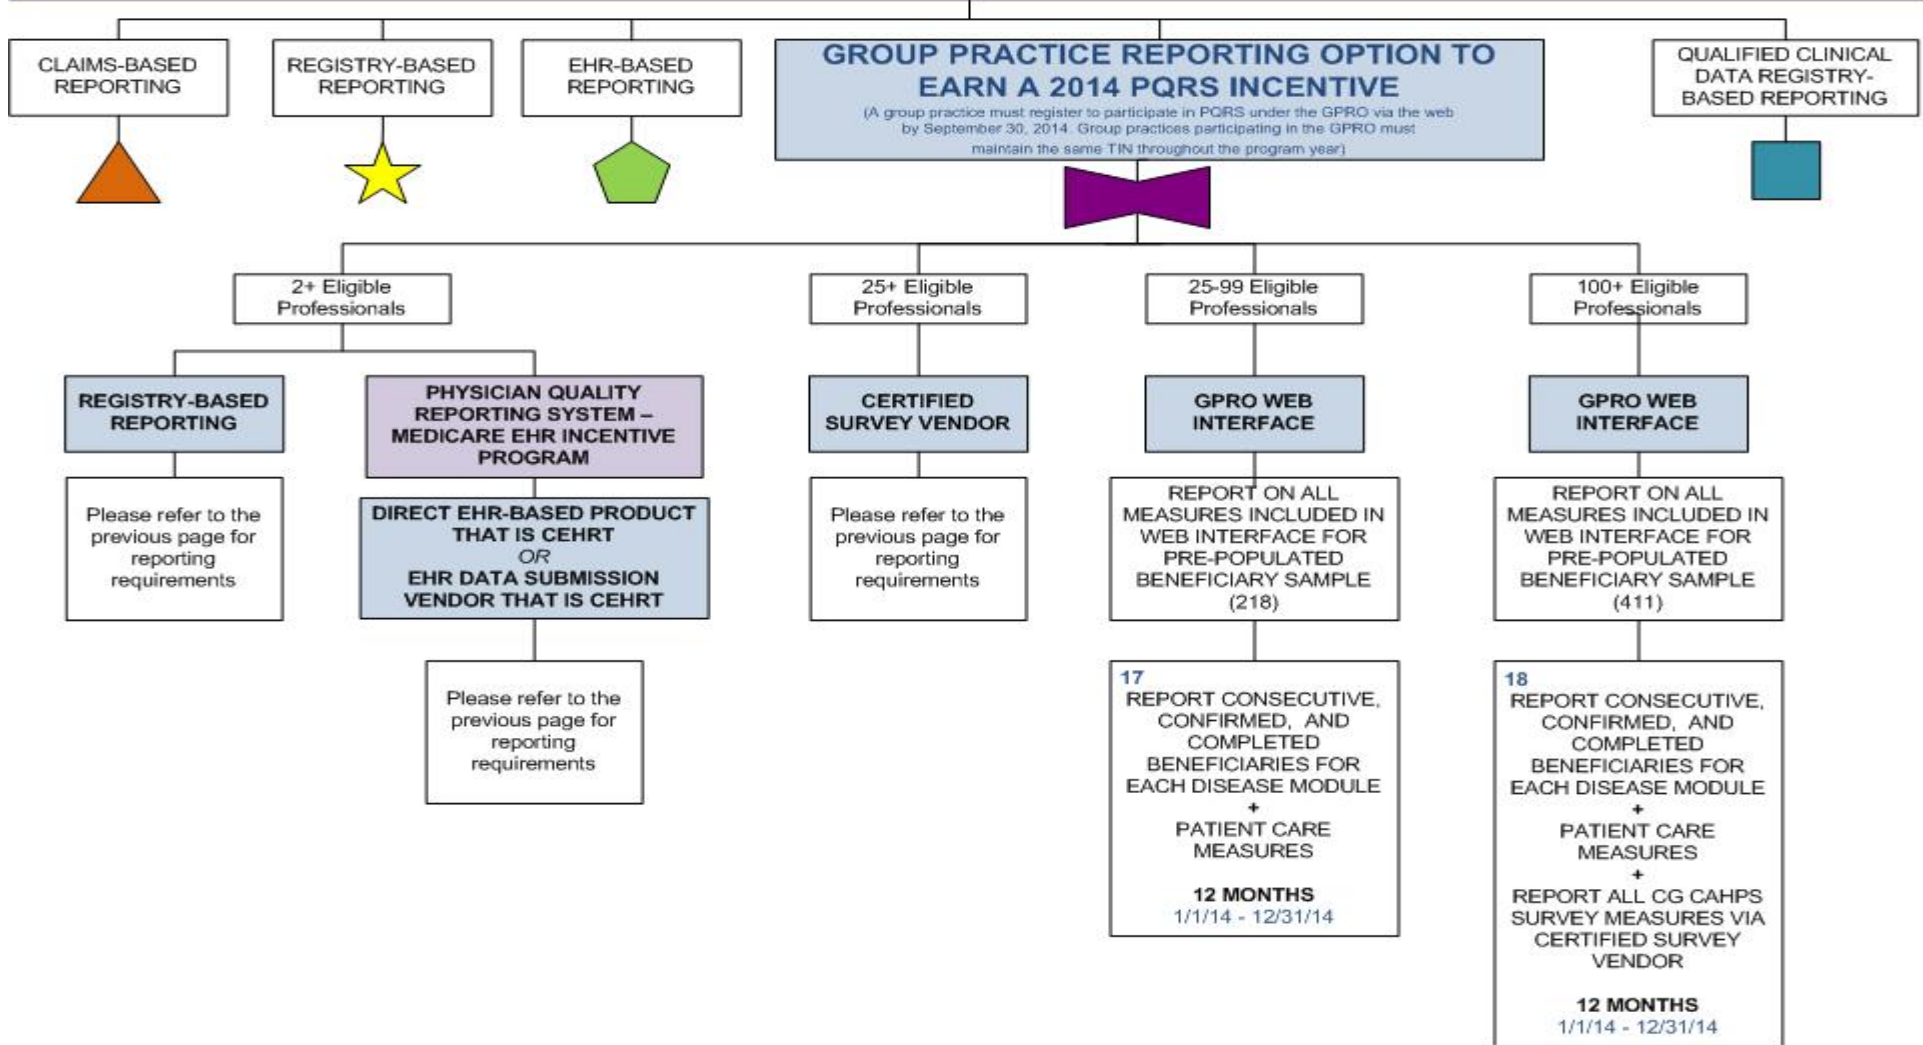 CLAIMS-BASED
REPORTING
REGISTRY-BASED
REPORTING
EHR-BASED
REPORTING
GROUP PRACTICE REPORTING OPTION TO
EARN A 2014 PQRS INCENTIVE
(A group practice must register to participate in PQRS under the GPRO via the web
by September 30, 2014. Group practices participating in the GPRO must
maintain the same TIN throughout the program year)
QUALIFIED CLINICAL
DATA REGISTRY-
BASED REPORTING
2+ Eligible
Professionals
25+ Eligible
Professionals
25-99 Eligible
Professionals
100+ Eligible
Professionals
REGISTRY-BASED
REPORTING
PHYSICIAN QUALITY
REPORTING SYSTEM –
MEDICARE EHR INCENTIVE
PROGRAM
CERTIFIED
SURVEY VENDOR
GPRO WEB
INTERFACE
GPRO WEB
INTERFACE
Please refer to the
previous page for
reporting
requirements
DIRECT EHR-BASED PRODUCT
THAT IS CEHRT
OR
EHR DATA SUBMISSION
VENDOR THAT IS CEHRT
Please refer to the
previous page for
reporting
requirements
REPORT ON ALL
MEASURES INCLUDED IN
WEB INTERFACE FOR
PRE-POPULATED
BENEFICIARY SAMPLE
(218)
REPORT ON ALL
MEASURES INCLUDED IN
WEB INTERFACE FOR
PRE-POPULATED
BENEFICIARY SAMPLE
(411)
Please refer to the
previous page for
reporting
requirements
17
REPORT CONSECUTIVE,
CONFIRMED, AND
COMPLETED
BENEFICIARIES FOR
EACH DISEASE MODULE
+
PATIENT CARE
MEASURES
12 MONTHS
1/1/14 - 12/31/14
18
REPORT CONSECUTIVE,
CONFIRMED, AND
COMPLETED
BENEFICIARIES FOR
EACH DISEASE MODULE
+
PATIENT CARE
MEASURES
+
REPORT ALL CG CAHPS
SURVEY MEASURES VIA
CERTIFIED SURVEY
VENDOR
12 MONTHS
1/1/14 - 12/31/14